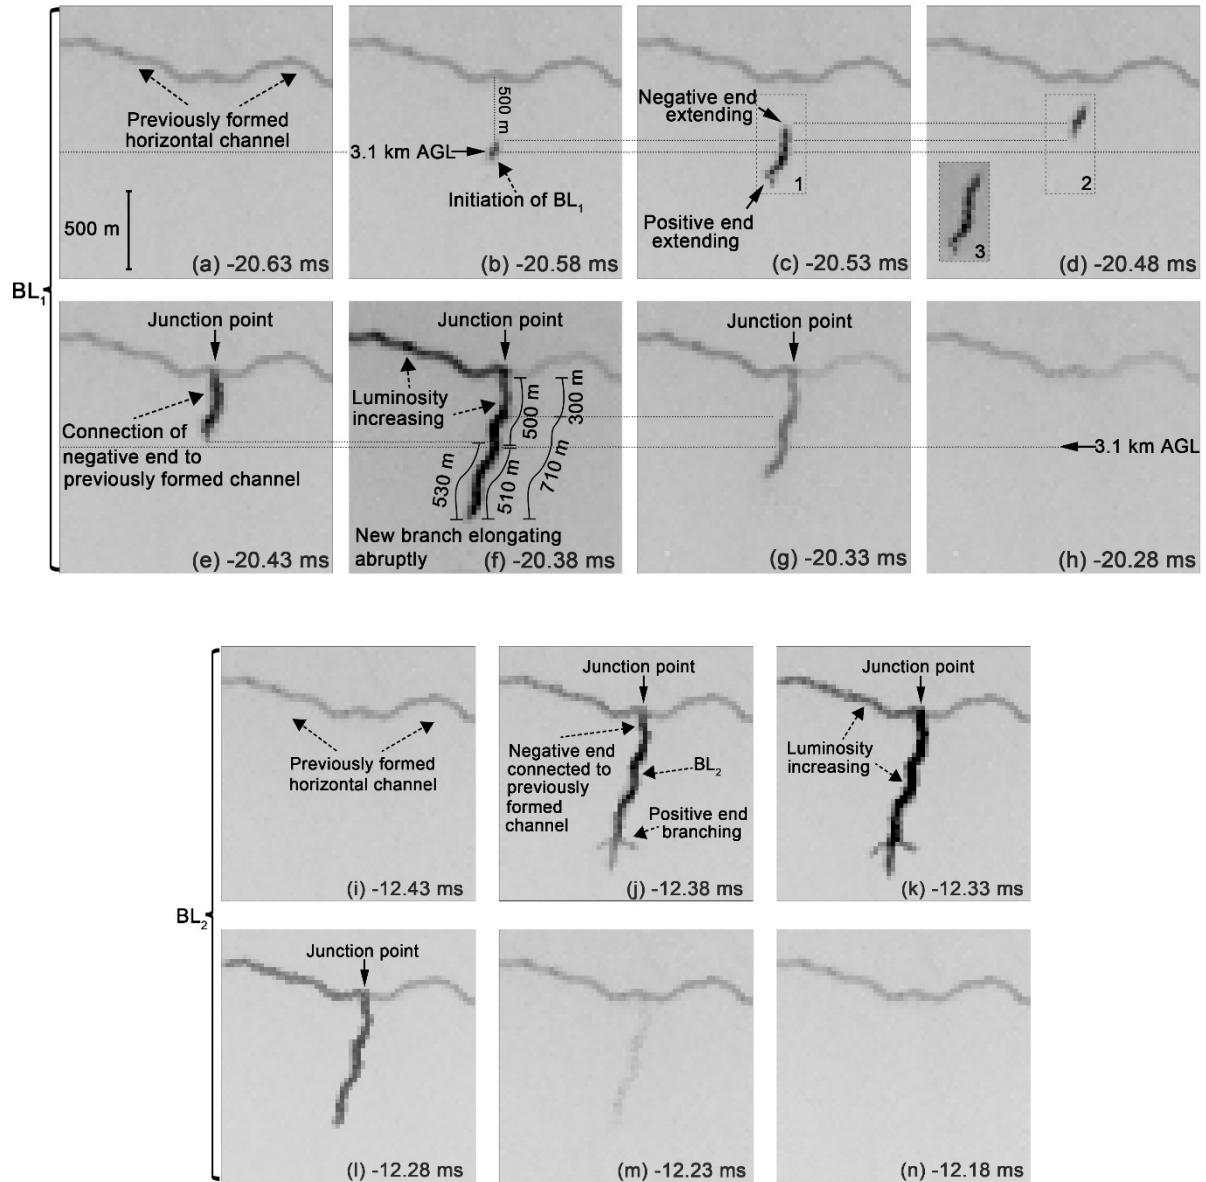 BL1
Previously formed
horizontal channel
500 m
(a) -20.63 ms
500 m
3.1 km AGL
Initiation of BL1
(b) -20.58 ms
Negative end
extending
1
Positive end
extending
(c) -20.53 ms
2
3
(d) -20.48 ms
Junction point
Connection of
negative end to
previously formed channel
(e) -20.43 ms
Junction point
Luminosity
increasing
500 m
300 m
530 m
510 m
710 m
New branch elongating
abruptly
(f) -20.38 ms
Junction point
(g) -20.33 ms
3.1 km AGL
(h) -20.28 ms
BL2
Previously formed
horizontal channel
(i) -12.43 ms
Junction point
Negative end
connected to
previously
formed
channel
BL2
Positive end
branching
(j) -12.38 ms
Junction point
Luminosity
increasing
(k) -12.33 ms
Junction point
(l) -12.28 ms
(m) -12.23 ms
(n) -12.18 ms